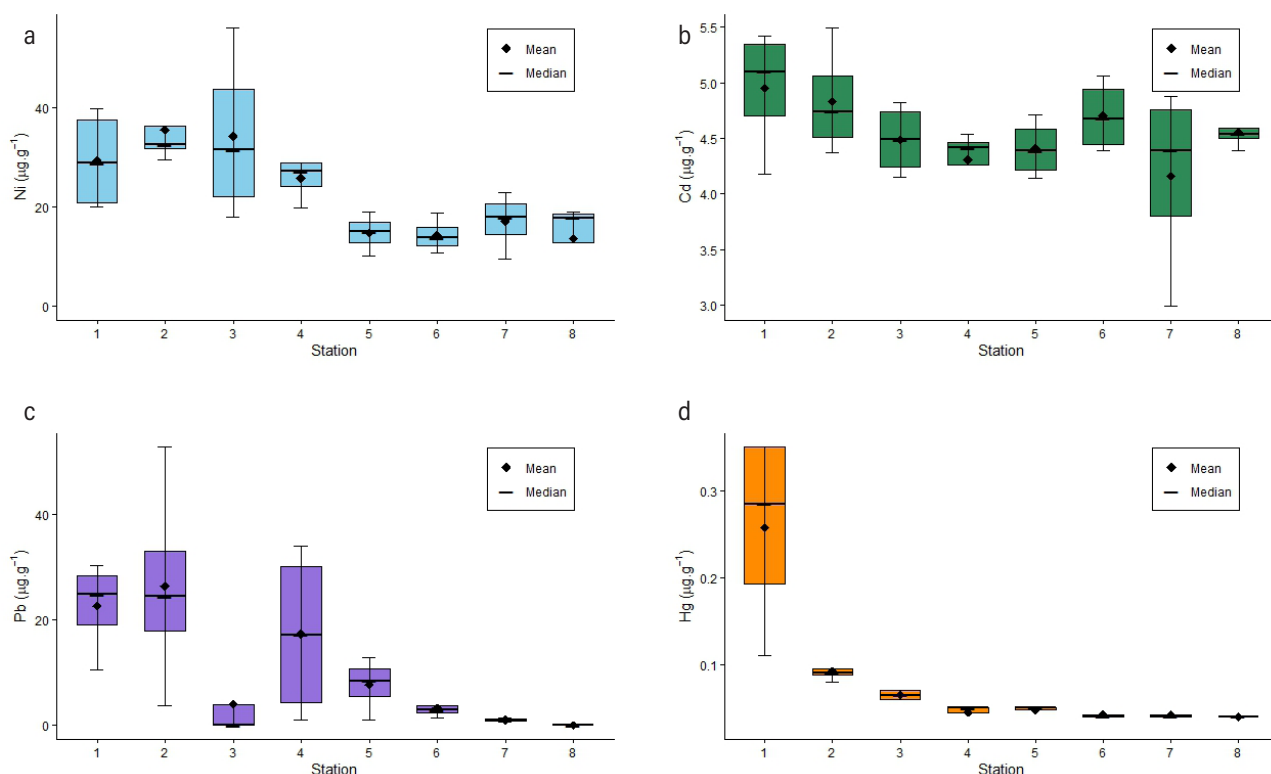 a
Ni (µg.g⁻¹)
40
20
0
Mean
Median
1 2 3 4 5 6 7 8
Station
b
Cd (µg.g⁻¹)
5.5
5.0
4.5
4.0
3.5
3.0
Mean
Median
1 2 3 4 5 6 7 8
Station
c
Pb (µg.g⁻¹)
40
20
0
Mean
Median
1 2 3 4 5 6 7 8
Station
d
Hg (µg.g⁻¹)
0.3
0.2
0.1
Mean
Median
1 2 3 4 5 6 7 8
Station